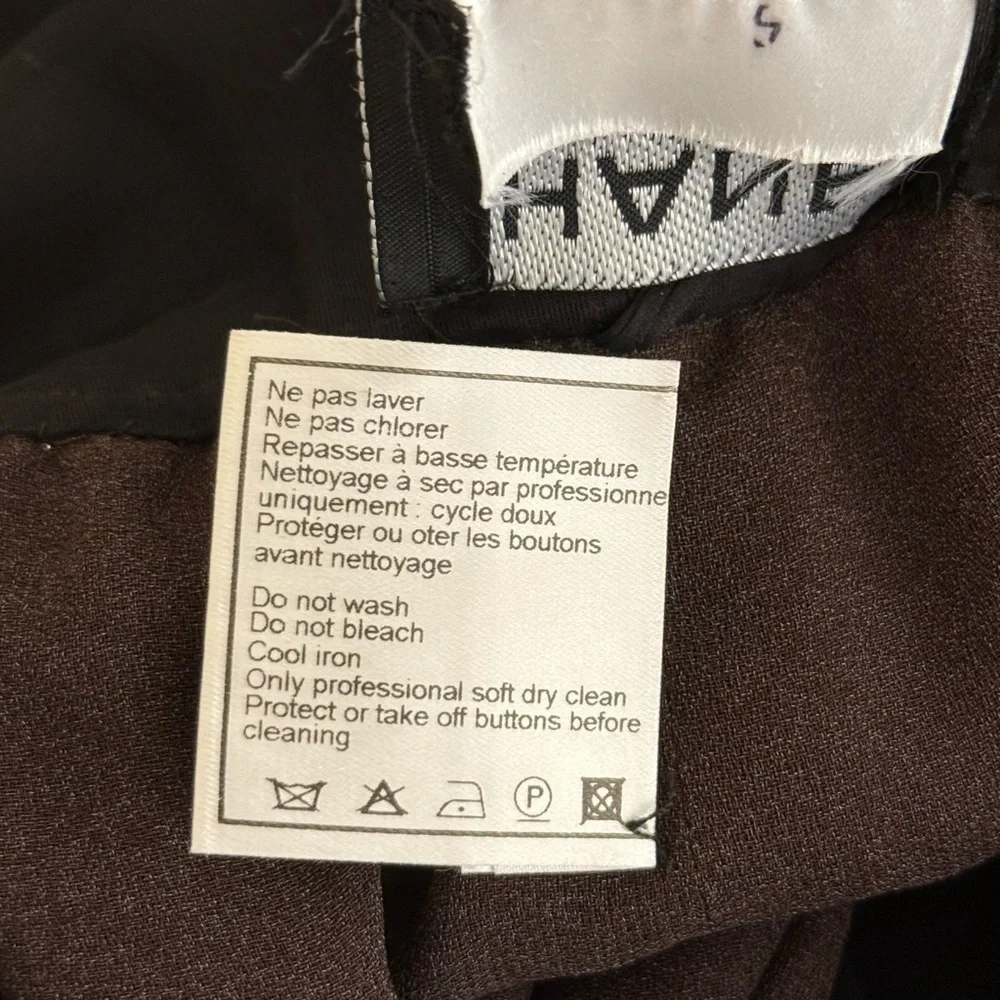 5
HANH
Ne pas laver
Ne pas chlorer
Repasser à basse température
Nettoyage à sec par professionne
uniquement : cycle doux
Protéger ou oter les boutons
avant nettoyage
Do not wash
Do not bleach
Cool iron
Only professional soft dry clean
Protect or take off buttons before
cleaning
P